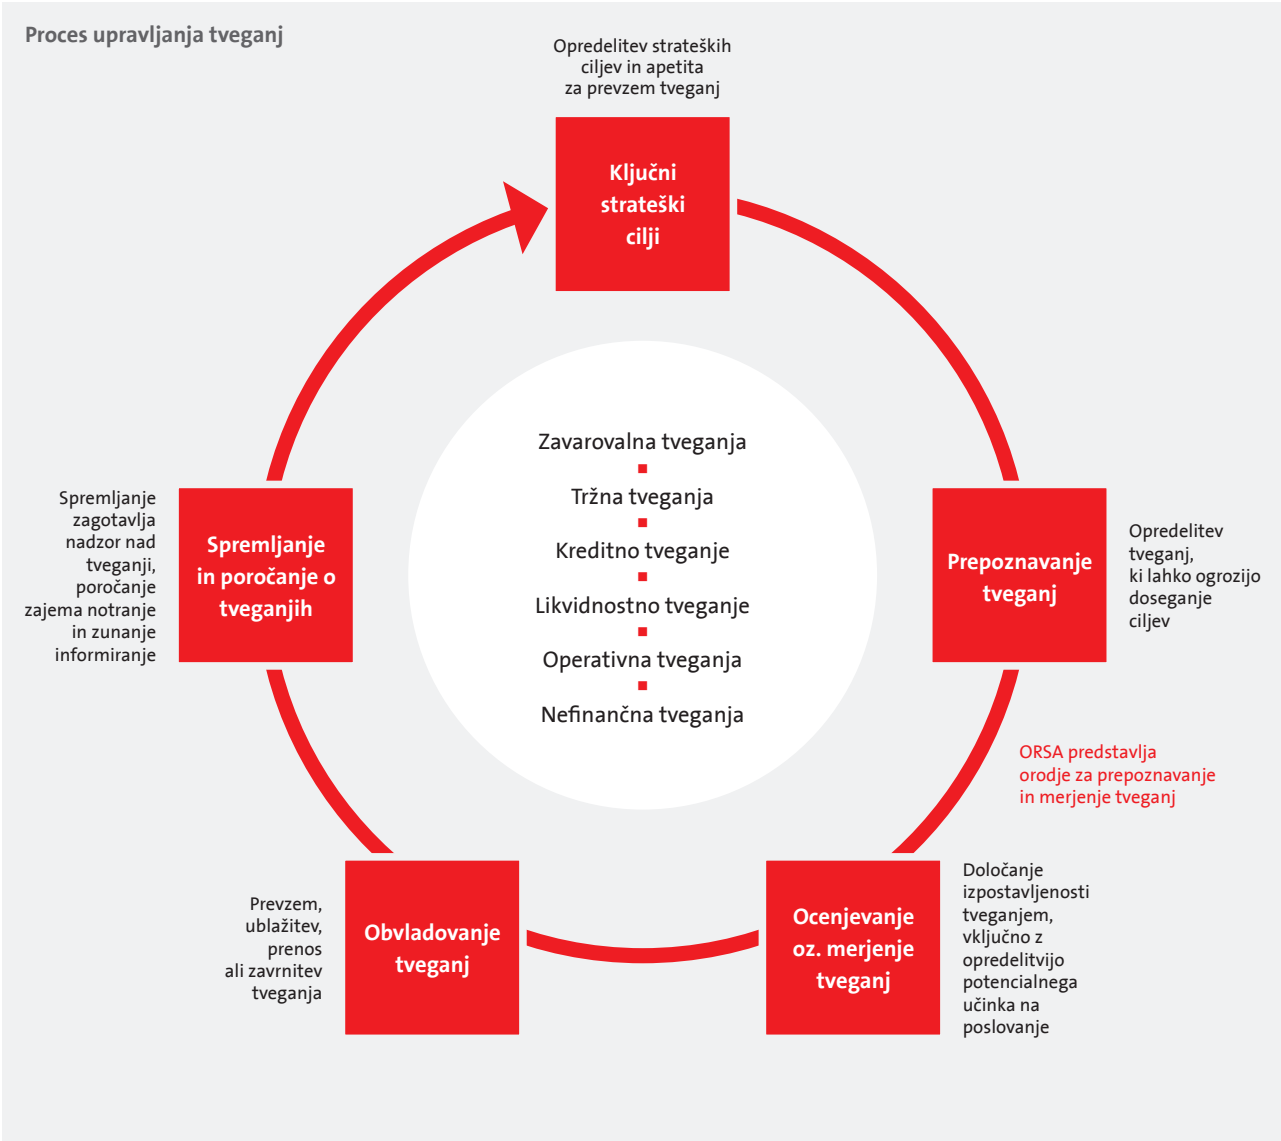 Proces upravljanja tveganj
Opredelitev strateških
ciljev in apetita
za prevzem tveganj
Ključni
strateški
cilji
Zavarovalna tveganja
Tržna tveganja
Kreditno tveganje
Likvidnostno tveganje
Operativna tveganja
Nefinančna tveganja
Prepoznavanje
tveganj
Opredelitev
tveganj,
ki lahko ogrozijo
doseganje
ciljev
ORSA predstavlja
orodje za prepoznavanje
in merjenje tveganj
Ocenjevanje
oz. merjenje
tveganj
Določanje
izpostavljenosti
tveganjem,
vključno z
opredelitvijo
potencialnega
učinka na
poslovanje
Obvladovanje
tveganj
Prevzem,
ublažitev,
prenos
ali zavrnitev
tveganja
Spremljanje
in poročanje o
tveganjih
Spremljanje
zagotavlja
nadzor nad
tveganji,
poročanje
zajema notranje
in zunanje
informiranje